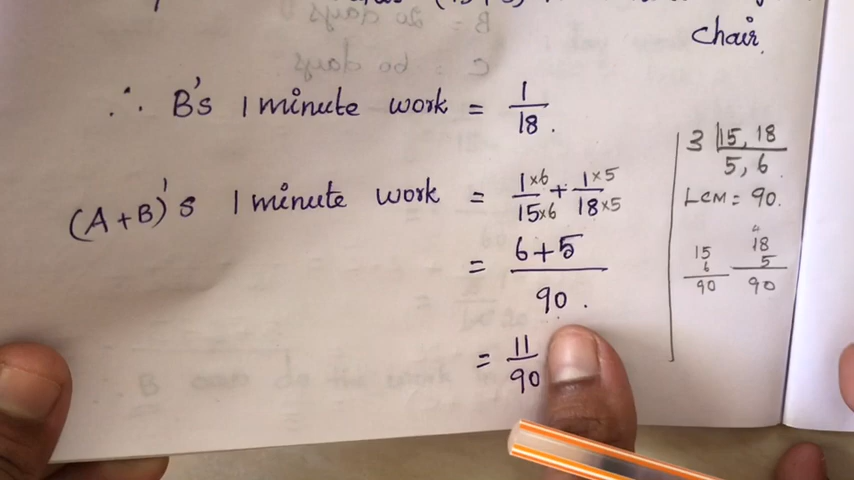 chair.
∴ B's 1 minute work = 1/18.
(A+B)'s 1 minute work = 1×6/15×6 + 1×5/18×5
= 6+5/90.
= 11/90
3 | 15, 18
5, 6
LCM = 90.
15 18
6 5
90 90